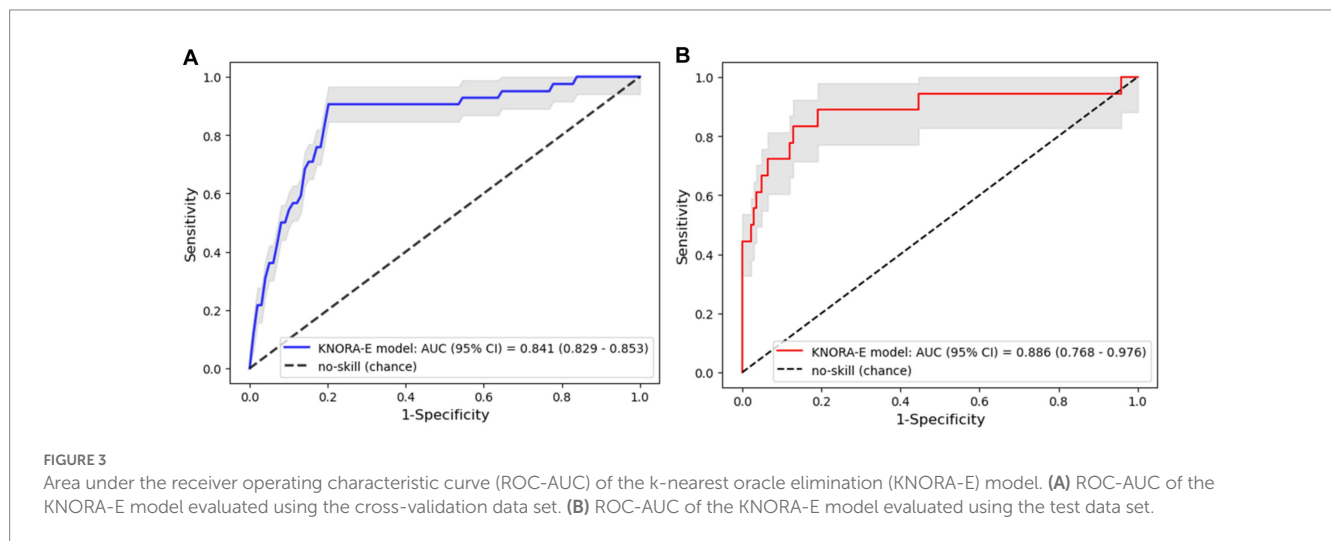 A
1.0
0.8
0.6
0.4
0.2
0.0
Sensitivity
KNORA-E model: AUC (95% CI) = 0.841 (0.829 - 0.853)
no-skill (chance)
0.0 0.2 0.4 0.6 0.8 1.0
1-Specificity
B
1.0
0.8
0.6
0.4
0.2
0.0
Sensitivity
KNORA-E model: AUC (95% CI) = 0.886 (0.768 - 0.976)
no-skill (chance)
0.0 0.2 0.4 0.6 0.8 1.0
1-Specificity
FIGURE 3
Area under the receiver operating characteristic curve (ROC-AUC) of the k-nearest oracle elimination (KNORA-E) model. (A) ROC-AUC of the
KNORA-E model evaluated using the cross-validation data set. (B) ROC-AUC of the KNORA-E model evaluated using the test data set.